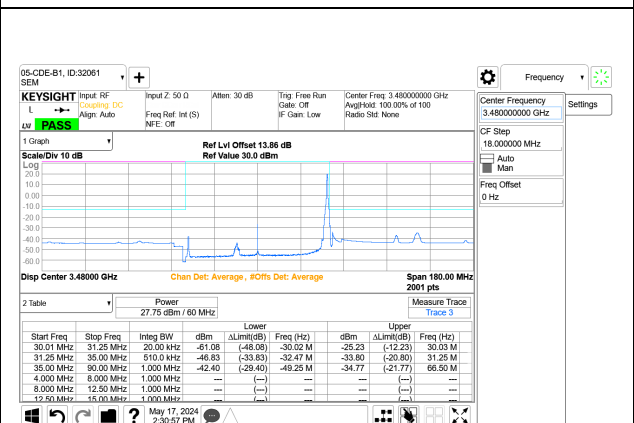 05-CDE-B1, ID:32061
SEM
KEYSIGHT
L
LXI PASS
Input: RF
Coupling: DC
Align: Auto
Input Z: 50 Ω
Freq Ref: Int (S)
NFE: Off
Atten: 30 dB
Trig: Free Run
Gate: Off
IF Gain: Low
Center Freq: 3.480000000 GHz
Avg|Hold: 100.00% of 100
Radio Std: None
1 Graph
Scale/Div 10 dB
Ref Lvl Offset 13.86 dB
Ref Value 30.0 dBm
Log
20.0
10.0
0.00
-10.0
-20.0
-30.0
-40.0
-50.0
-60.0
Disp Center 3.48000 GHz
Chan Det: Average , #Offs Det: Average
Span 180.00 MHz
2001 pts
2 Table
Power
27.75 dBm / 60 MHz
Measure Trace
Trace 3
Lower Upper
Start Freq Stop Freq Integ BW dBm ΔLimit(dB) Freq (Hz) dBm ΔLimit(dB) Freq (Hz)
30.01 MHz 31.25 MHz 20.00 kHz -61.08 (-48.08) -30.02 M -25.23 (-12.23) 30.03 M
31.25 MHz 35.00 MHz 510.0 kHz -46.83 (-33.83) -32.47 M -33.80 (-20.80) 31.25 M
35.00 MHz 90.00 MHz 1.000 MHz -42.40 (-29.40) -49.25 M -34.77 (-21.77) 66.50 M
4.000 MHz 8.000 MHz 1.000 MHz --- (---) --- --- (---) ---
8.000 MHz 12.50 MHz 1.000 MHz --- (---) --- --- (---) ---
12.50 MHz 15.00 MHz 1.000 MHz --- (---) --- --- (---) ---
May 17, 2024
2:30:57 PM
Frequency
Center Frequency
3.480000000 GHz
Settings
CF Step
18.000000 MHz
Auto
Man
Freq Offset
0 Hz